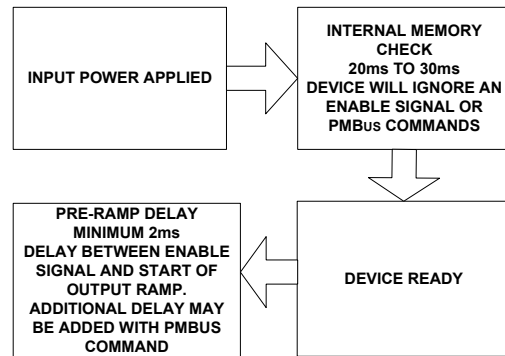 INPUT POWER APPLIED
INTERNAL MEMORY
CHECK
20ms TO 30ms
DEVICE WILL IGNORE AN
ENABLE SIGNAL OR
PMBUS COMMANDS
PRE-RAMP DELAY
MINIMUM 2ms
DELAY BETWEEN ENABLE
SIGNAL AND START OF
OUTPUT RAMP.
ADDITIONAL DELAY MAY
BE ADDED WITH PMBUS
COMMAND
DEVICE READY